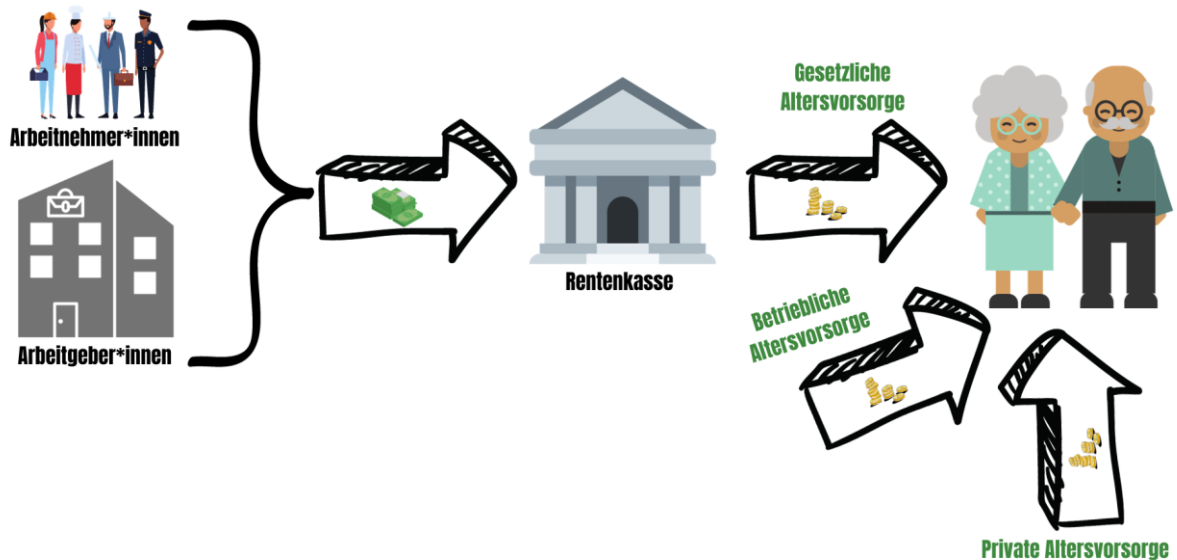 Arbeitnehmer*innen
Arbeitgeber*innen
Rentenkasse
Gesetzliche
Altersvorsorge
Betriebliche
Altersvorsorge
Private Altersvorsorge